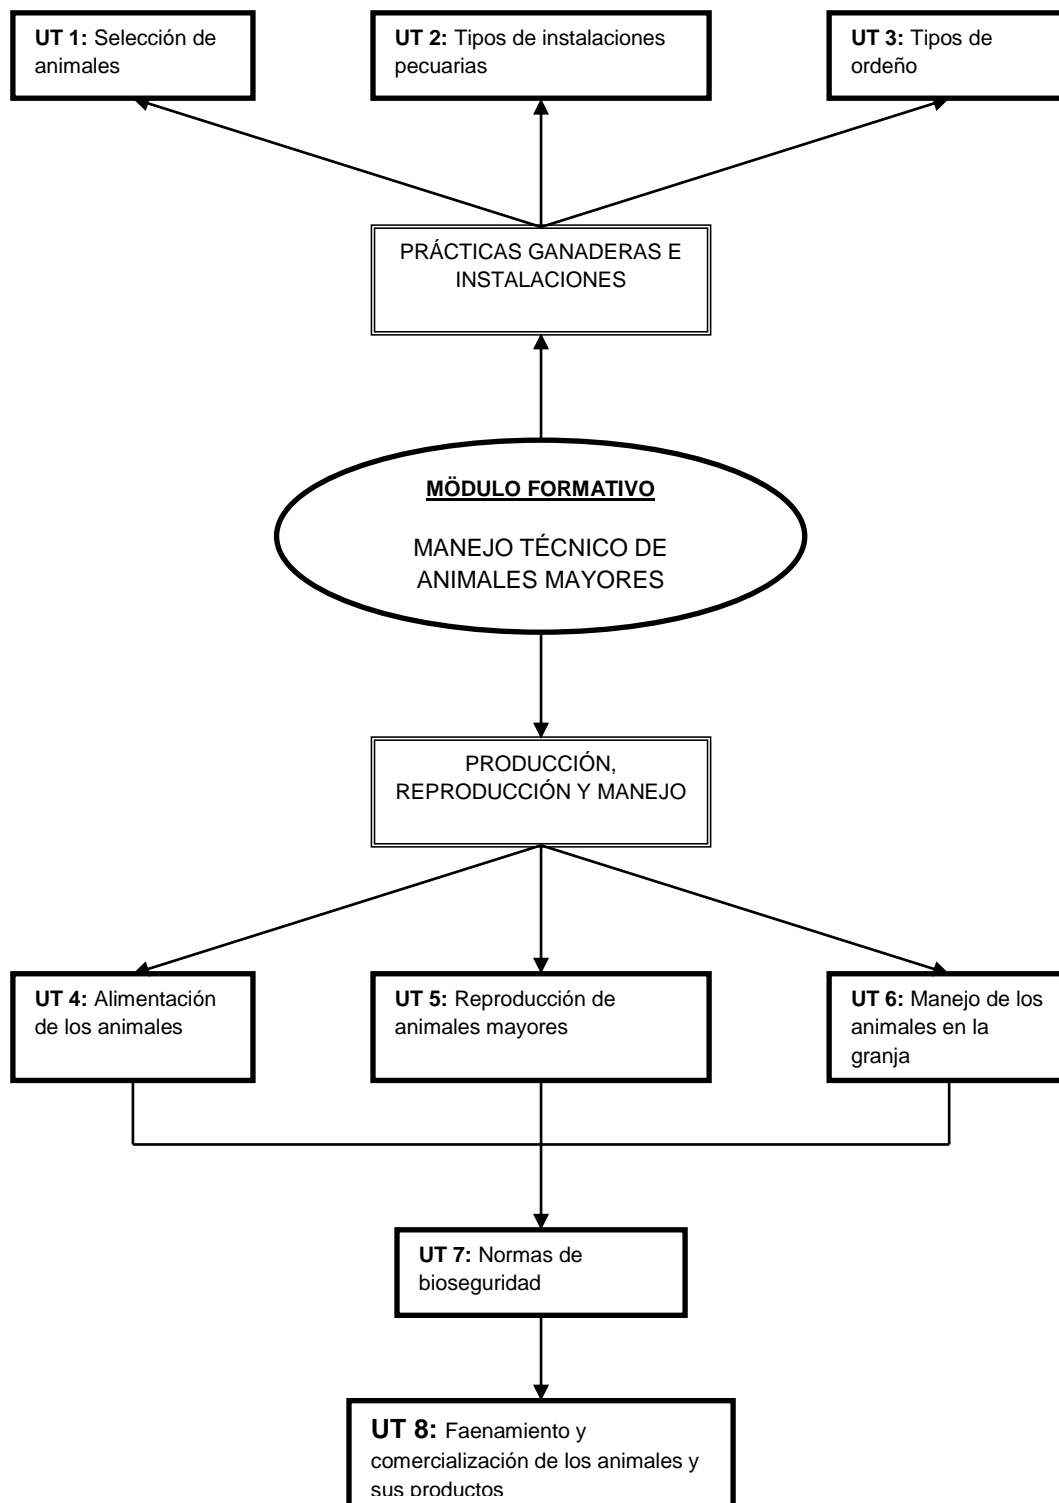 UT 1: Selección de
animales
UT 2: Tipos de instalaciones
pecuarias
UT 3: Tipos de
ordeño
PRÁCTICAS GANADERAS E
INSTALACIONES
MÖDULO FORMATIVO
MANEJO TÉCNICO DE
ANIMALES MAYORES
PRODUCCIÓN,
REPRODUCCIÓN Y MANEJO
UT 4: Alimentación
de los animales
UT 5: Reproducción de
animales mayores
UT 6: Manejo de los
animales en la
granja
UT 7: Normas de
bioseguridad
UT 8: Faenamiento y
comercialización de los animales y
sus productos